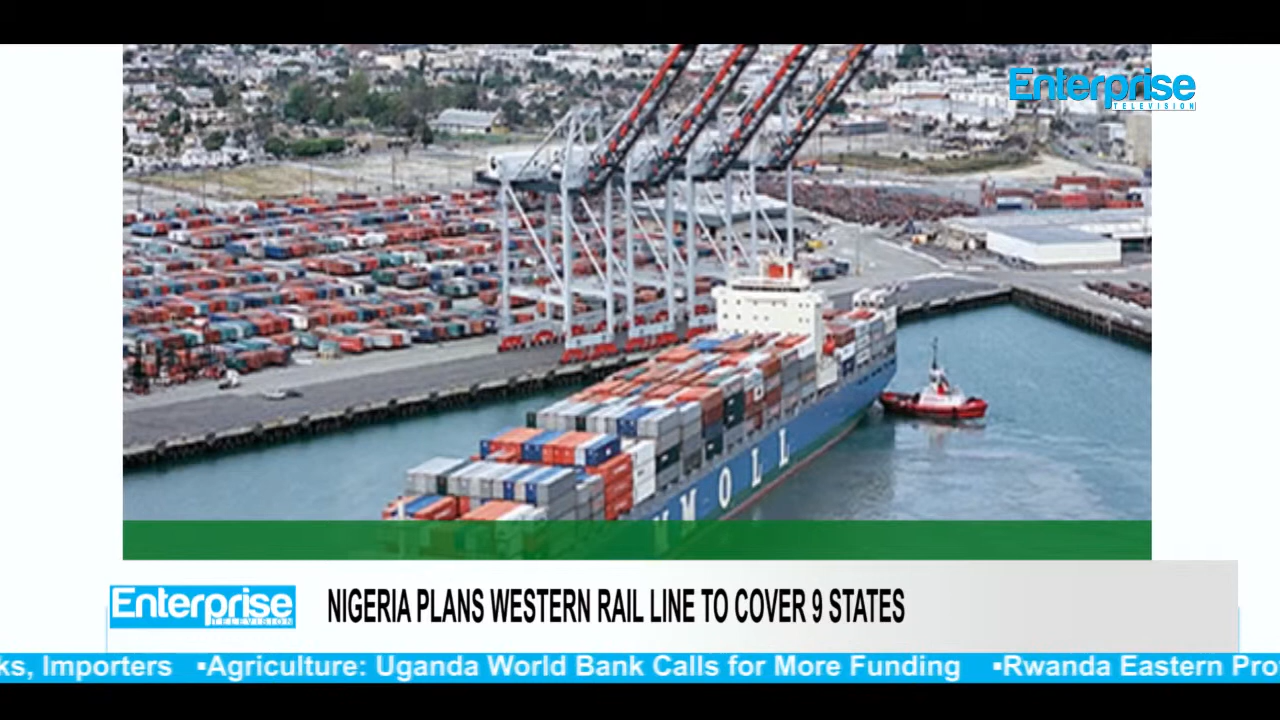 Enterprise
TELEVISION
MOLL
Enterprise
TELEVISION
NIGERIA PLANS WESTERN RAIL LINE TO COVER 9 STATES
ks, Importers ▪Agriculture: Uganda World Bank Calls for More Funding ▪Rwanda Eastern Pro